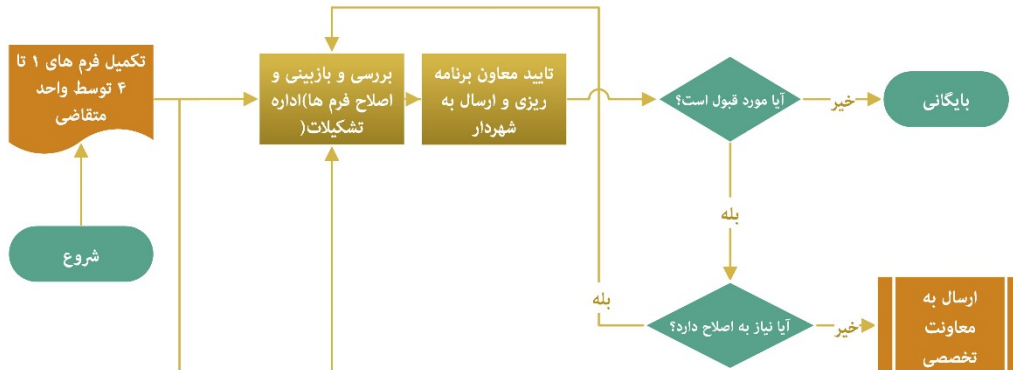 تکمیل فرم های ۱ تا
۴ توسط واحد
متقاضی
شروع
بررسی و بازبینی و
اصلاح فرم ها)اداره
تشکیلات(
تایید معاون برنامه
ریزی و ارسال به
شهردار
آیا مورد قبول است؟
خیر
بایگانی
بله
آیا نیاز به اصلاح دارد؟
بله
خیر
ارسال به
معاونت
تخصصی